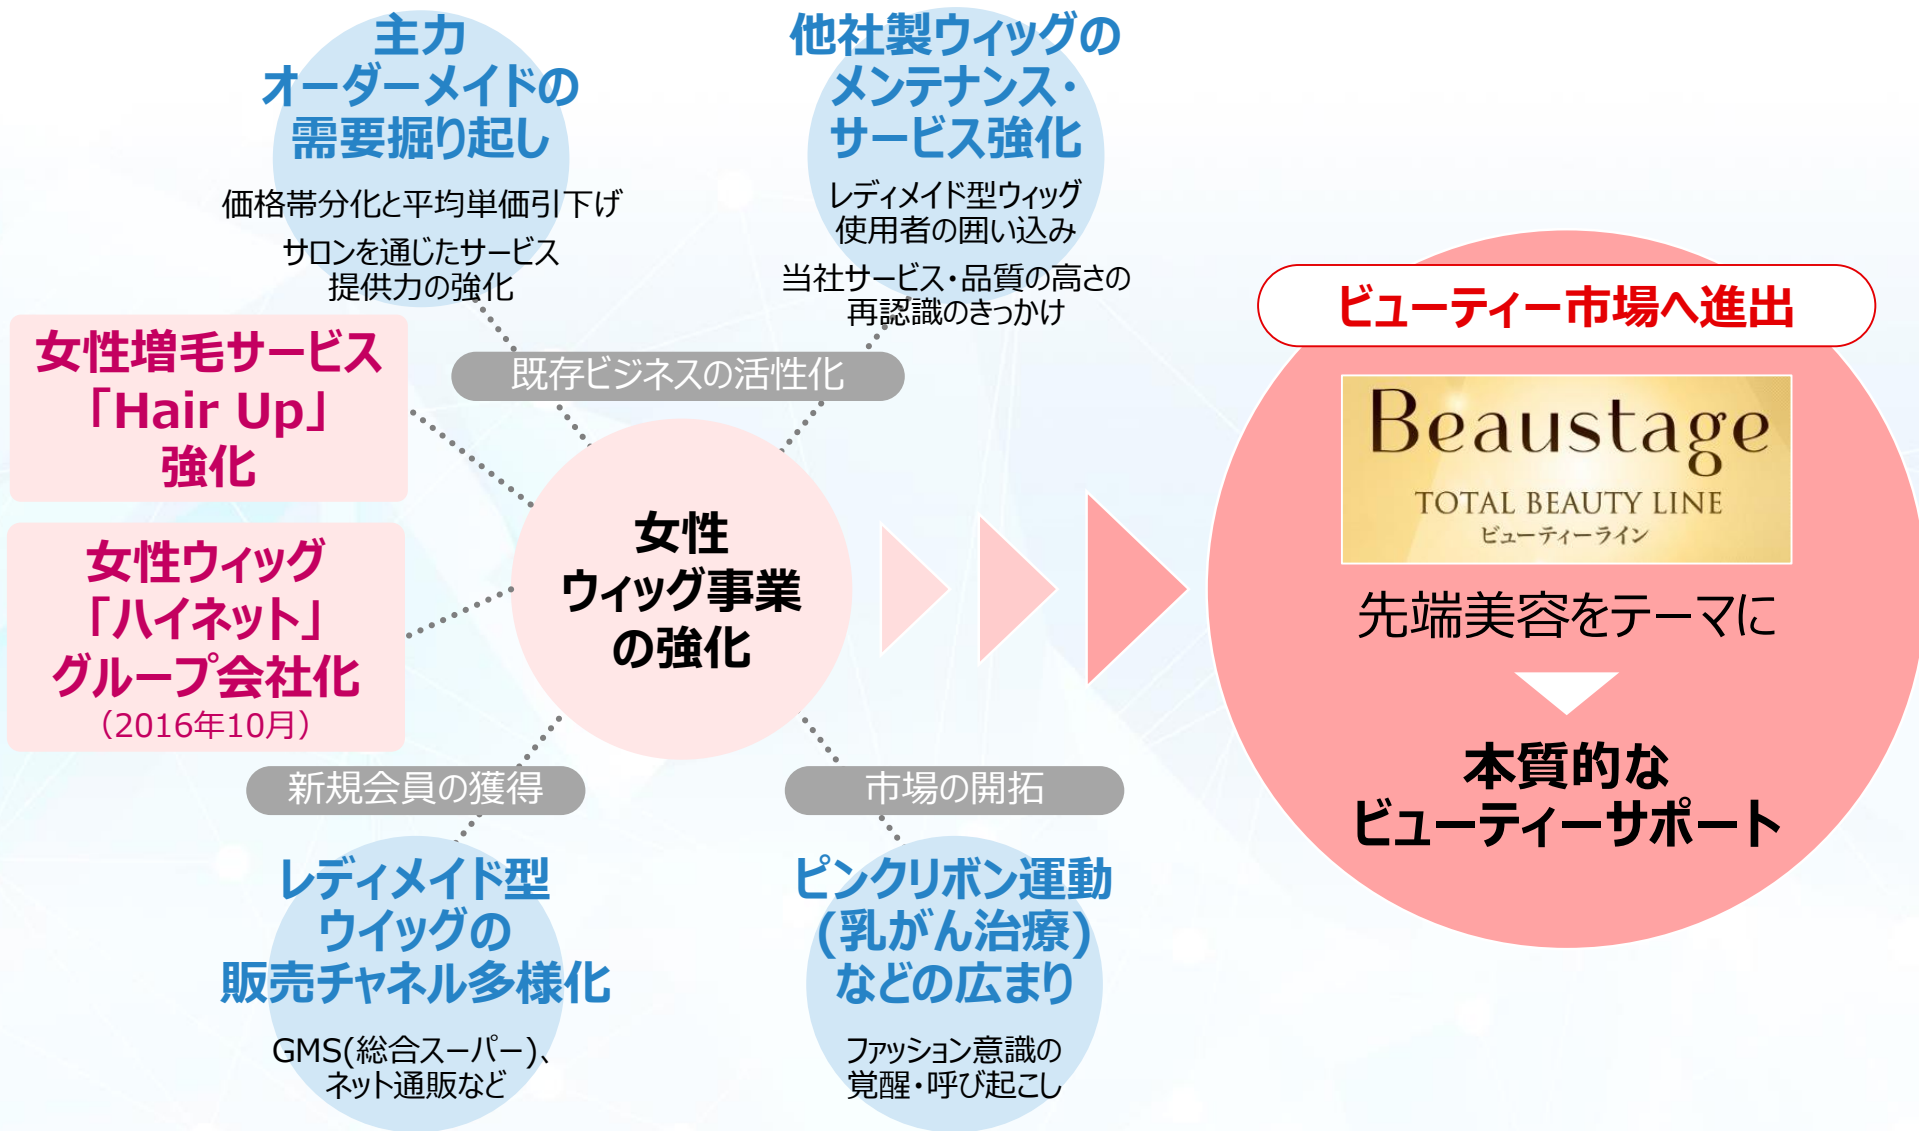 主力
オーダーメイドの
需要掘り起し
価格帯分化と平均単価引下げ
サロンを通じたサービス
提供力の強化
他社製ウィッグの
メンテナンス・
サービス強化
レディメイド型ウィッグ
使用者の囲い込み
当社サービス・品質の高さの
再認識のきっかけ
既存ビジネスの活性化
女性増毛サービス
「Hair Up」
強化
女性ウィッグ
「ハイネット」
グループ会社化
（2016年10月）
女性
ウィッグ事業
の強化
新規会員の獲得
市場の開拓
レディメイド型
ウイッグの
販売チャネル多様化
GMS(総合スーパー)、
ネット通販など
ピンクリボン運動
(乳がん治療)
などの広まり
ファッション意識の
覚醒・呼び起こし
ビューティー市場へ進出
Beaustage
TOTAL BEAUTY LINE
ビューティーライン
先端美容をテーマに
本質的な
ビューティーサポート